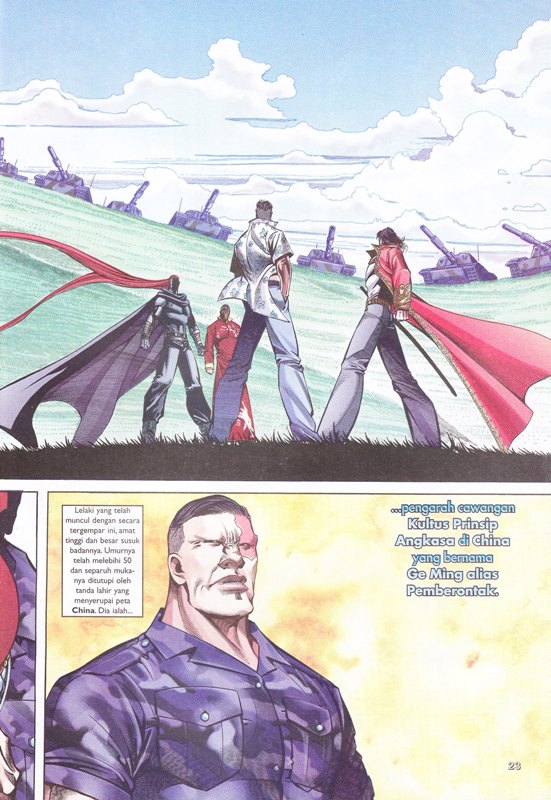 Lelaki yang telah
muncul dengan secara
tergempar ini, amat
tinggi dan besar susuk
badannya. Umurnya
telah melebihi 50
dan separuh muka-
nya ditutupi oleh
tanda lahir yang
menyerupai peta
China. Dia ialah...
...pengarah cawangan
Kultus Prinsip
Angkasa di China
yang bernama
Ge Ming alias
Pemberontak.
23